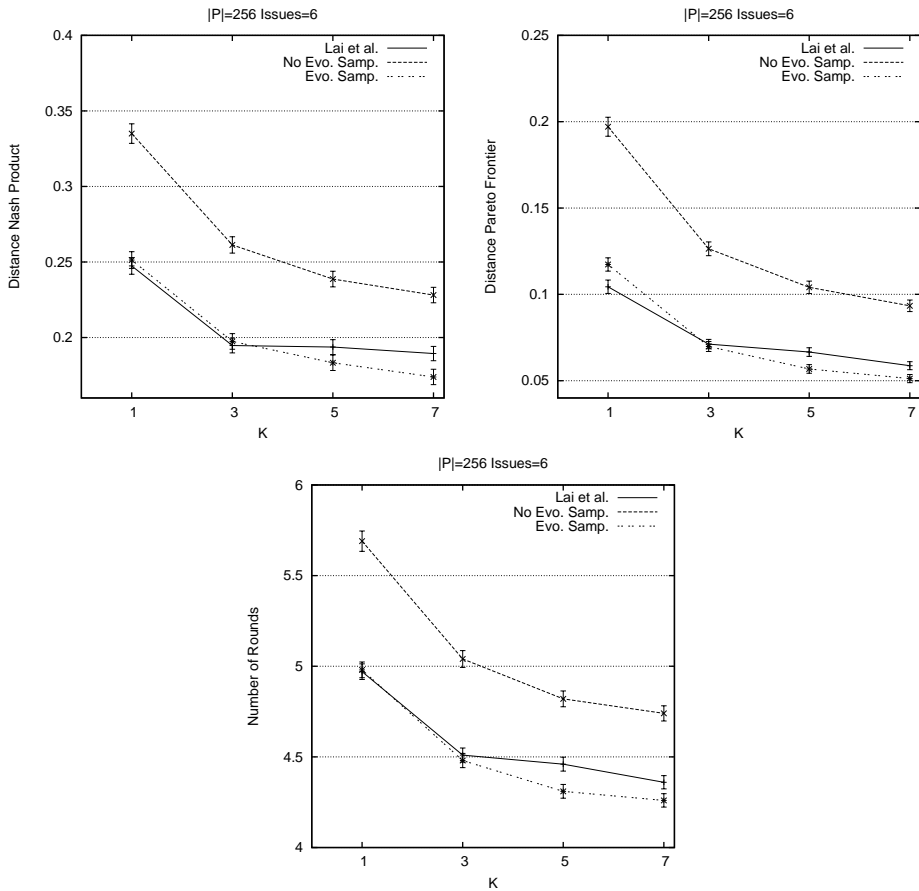 |P|=256 Issues=6
0.4
0.35
0.3
0.25
0.2
Distance Nash Product
Lai et al.
No Evo. Samp.
Evo. Samp.
1 3 5 7
K
|P|=256 Issues=6
0.25
0.2
0.15
0.1
0.05
Distance Pareto Frontier
Lai et al.
No Evo. Samp.
Evo. Samp.
1 3 5 7
K
|P|=256 Issues=6
6
5.5
5
4.5
4
Number of Rounds
Lai et al.
No Evo. Samp.
Evo. Samp.
1 3 5 7
K